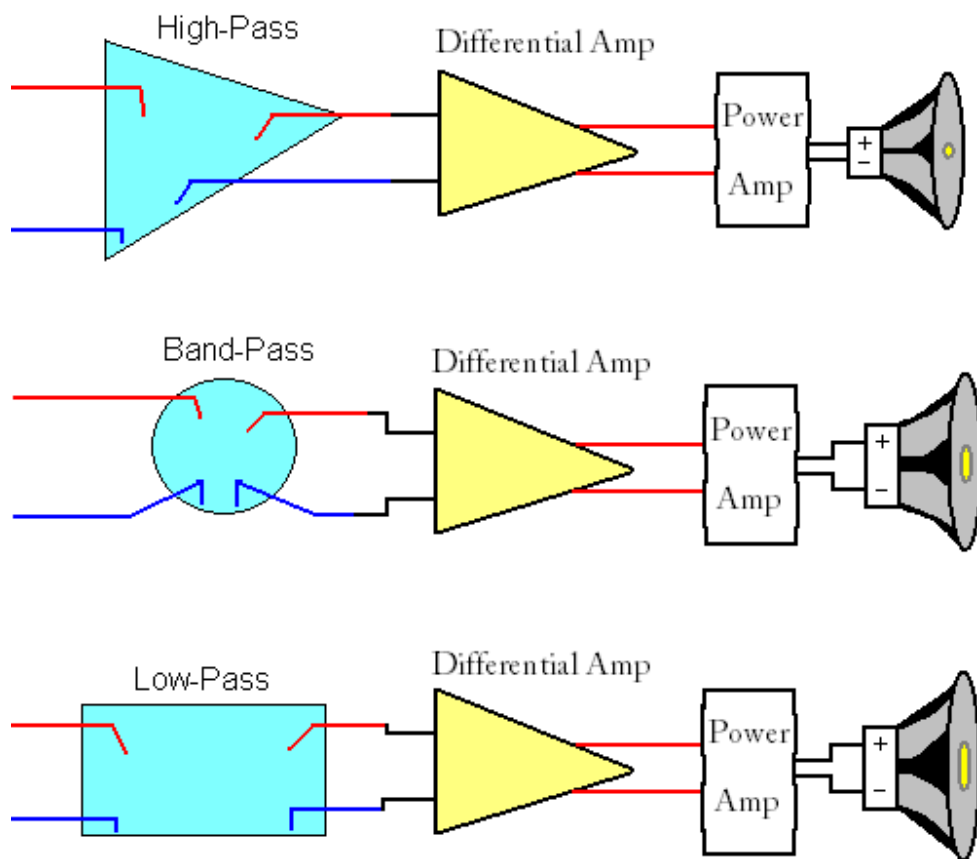 High-Pass
Differential Amp
Power
Amp
+
−
Band-Pass
Differential Amp
Power
Amp
+
−
Low-Pass
Differential Amp
Power
Amp
+
−